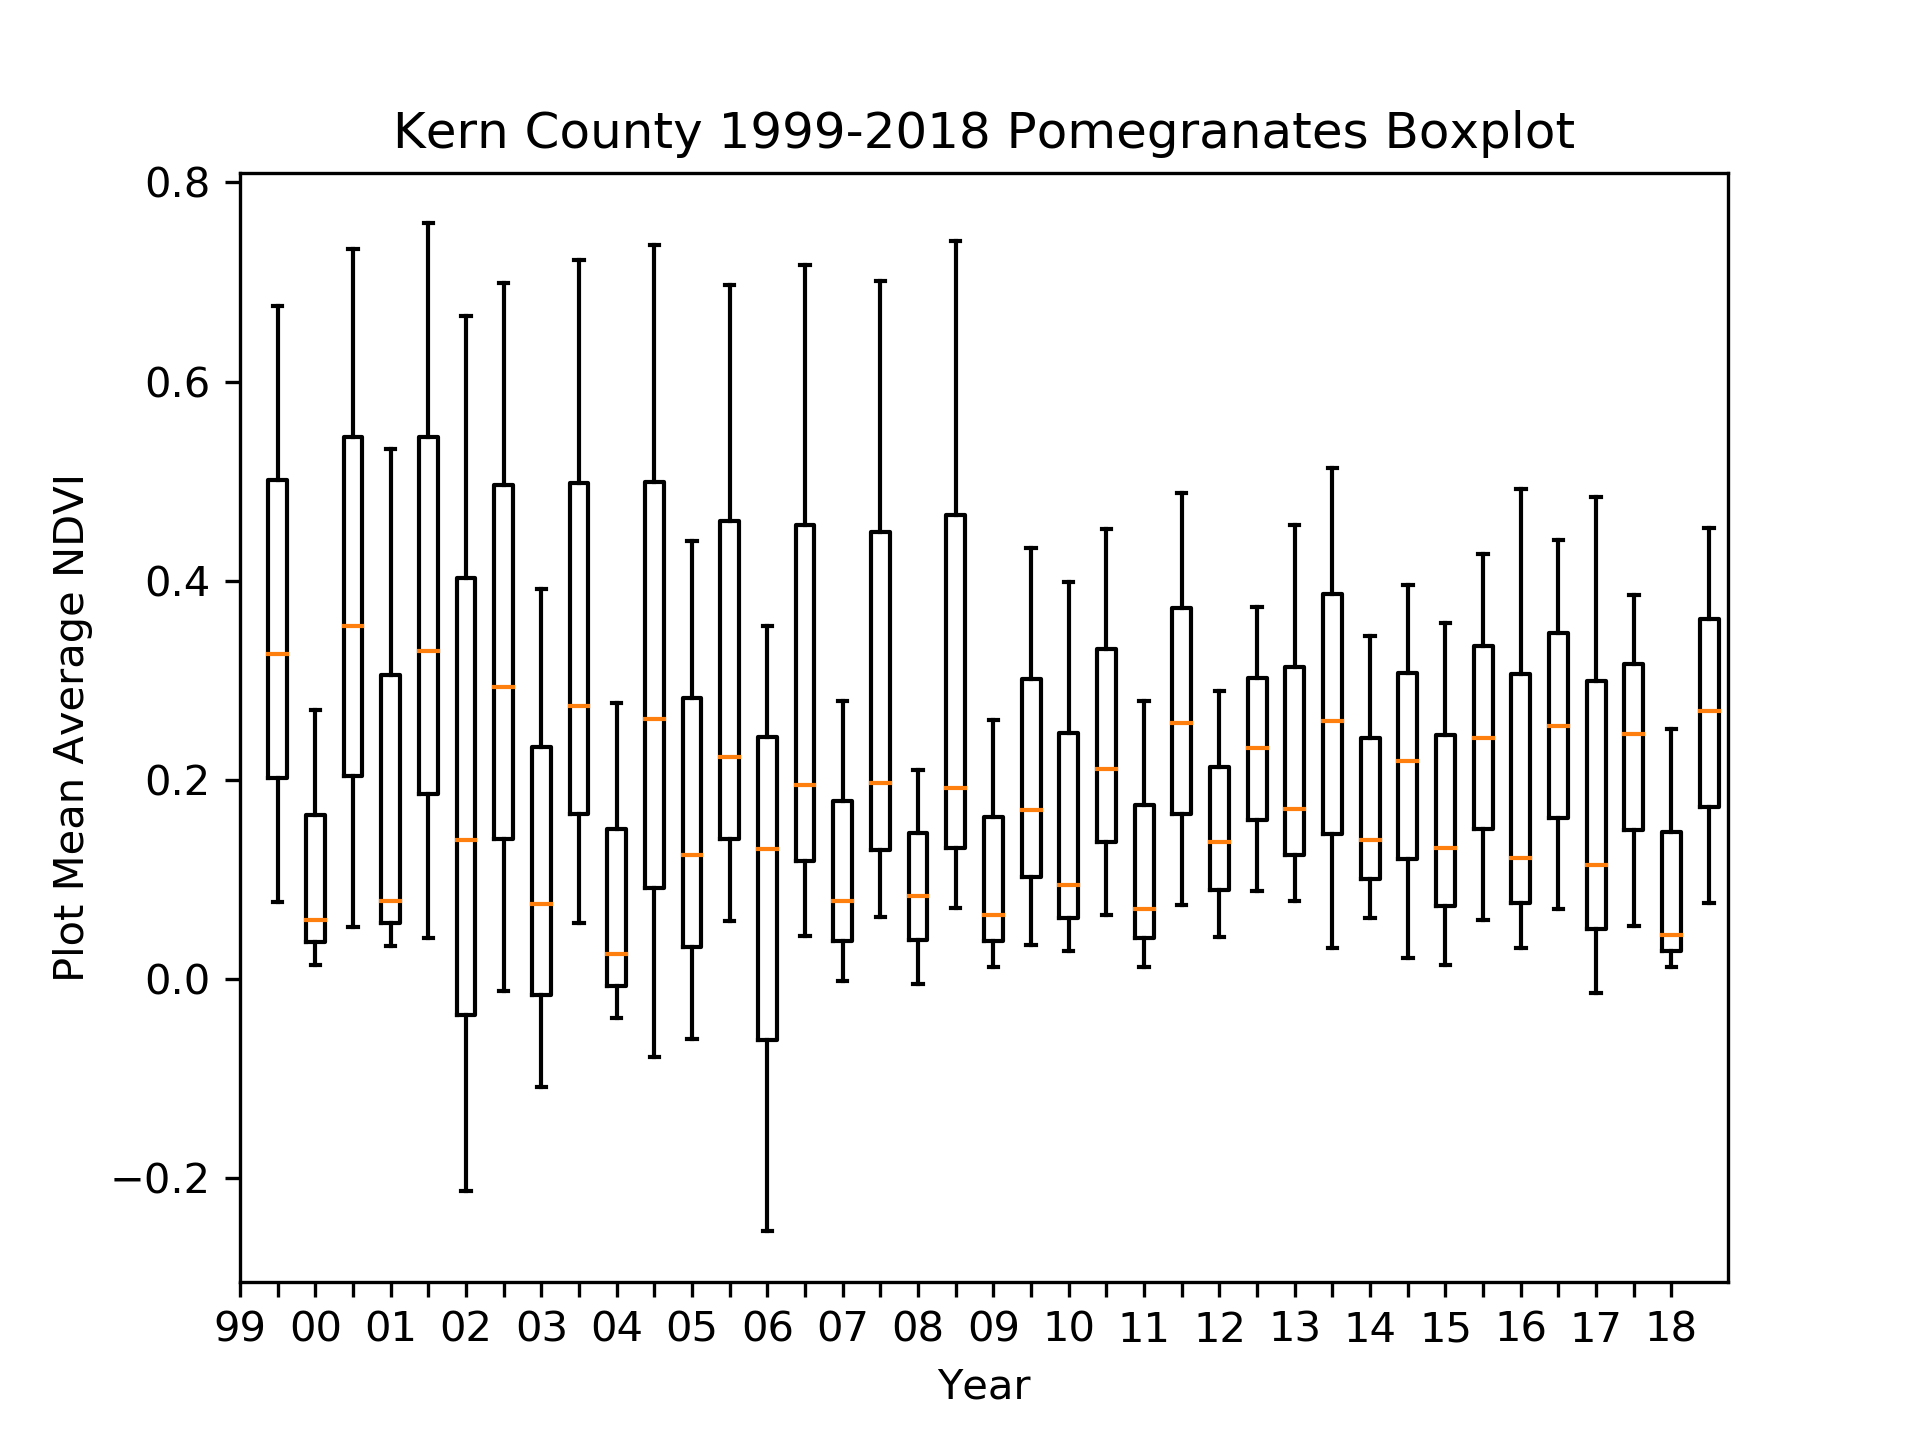 Kern County 1999-2018 Pomegranates Boxplot
0.8
0.6
0.4
0.2
0.0
−0.2
Plot Mean Average NDVI
99 00 01 02 03 04 05 06 07 08 09 10 11 12 13 14 15 16 17 18
Year